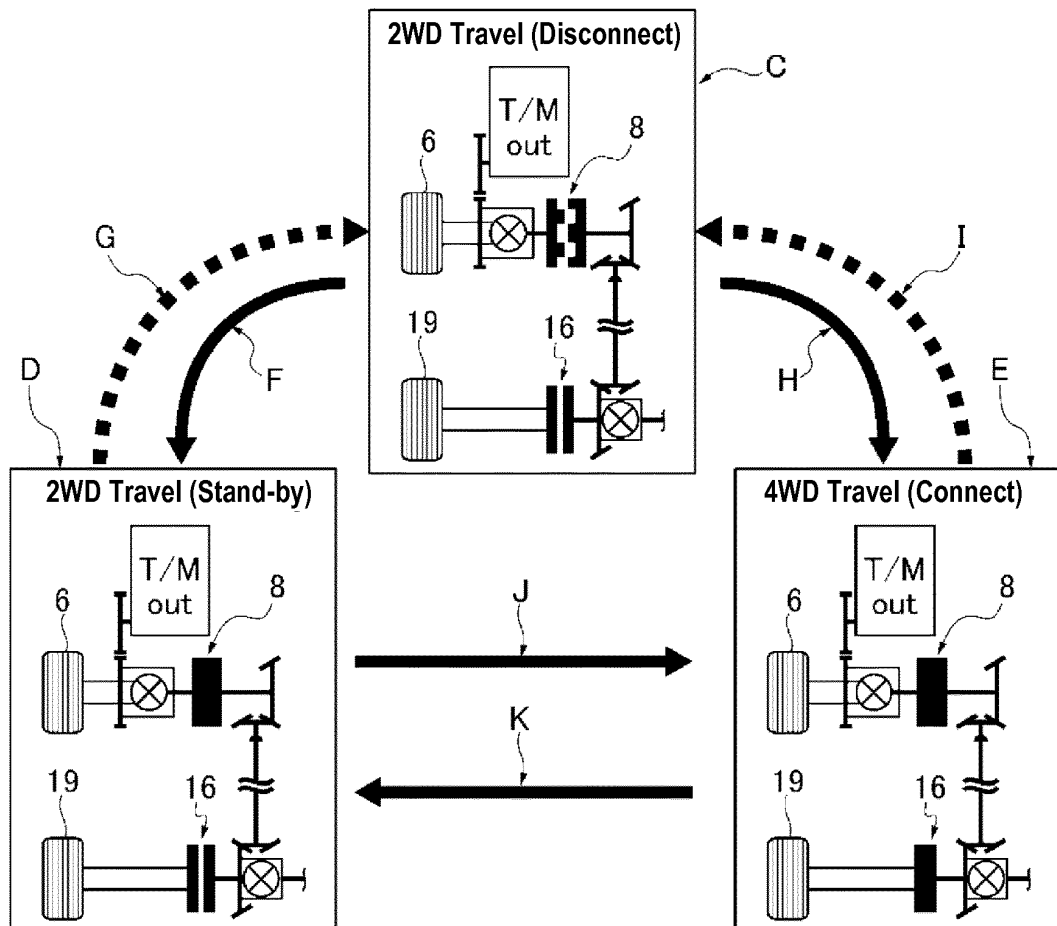 2WD Travel (Disconnect)
C
T/M
out
6
8
G
I
19
16
D
F
H
E
2WD Travel (Stand-by)
T/M
out
6
8
19
16
J
K
4WD Travel (Connect)
T/M
out
6
8
19
16